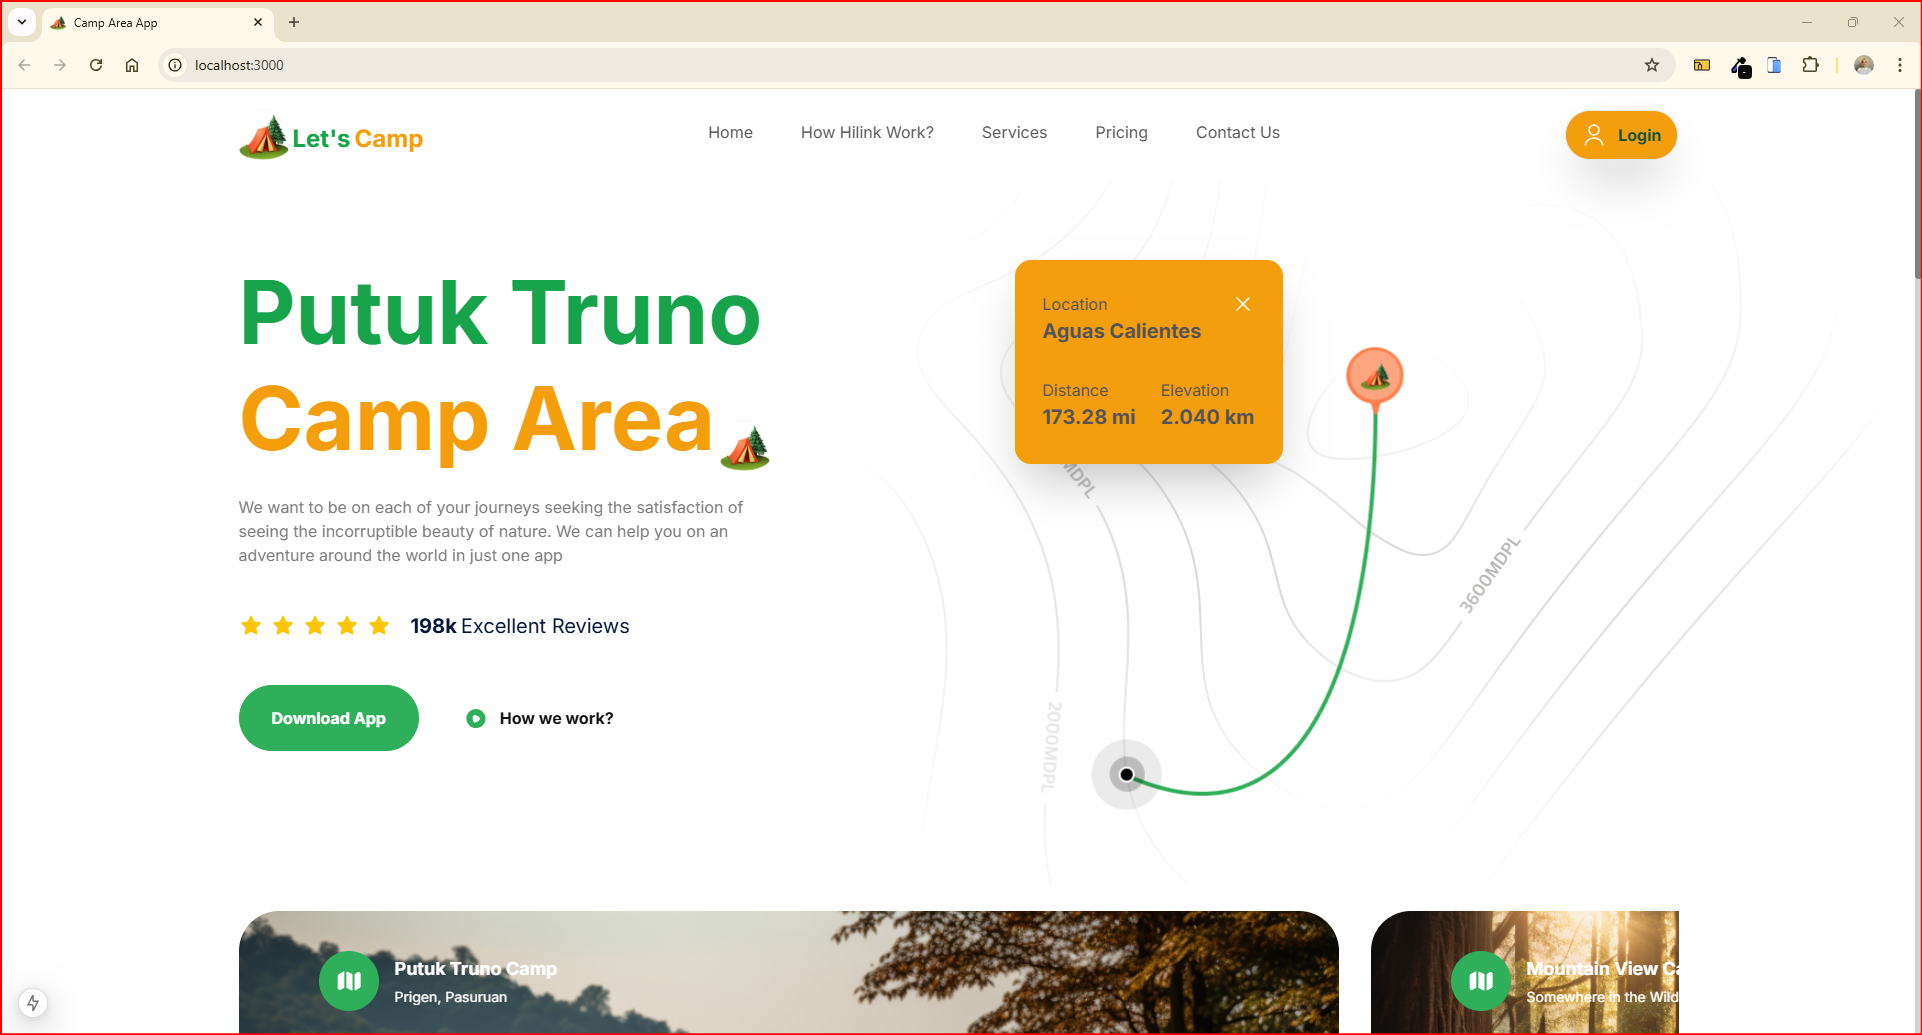 Camp Area App
localhost:3000
Let's Camp
Home
How Hilink Work?
Services
Pricing
Contact Us
Login
Putuk Truno
Camp Area
We want to be on each of your journeys seeking the satisfaction of
seeing the incorruptible beauty of nature. We can help you on an
adventure around the world in just one app
198k Excellent Reviews
Download App
How we work?
Location
Aguas Calientes
Distance
Elevation
173.28 mi
2.040 km
MDPL
3600MDPL
2000MDPL
Putuk Truno Camp
Prigen, Pasuruan
Mountain View Ca
Somewhere in the Wild